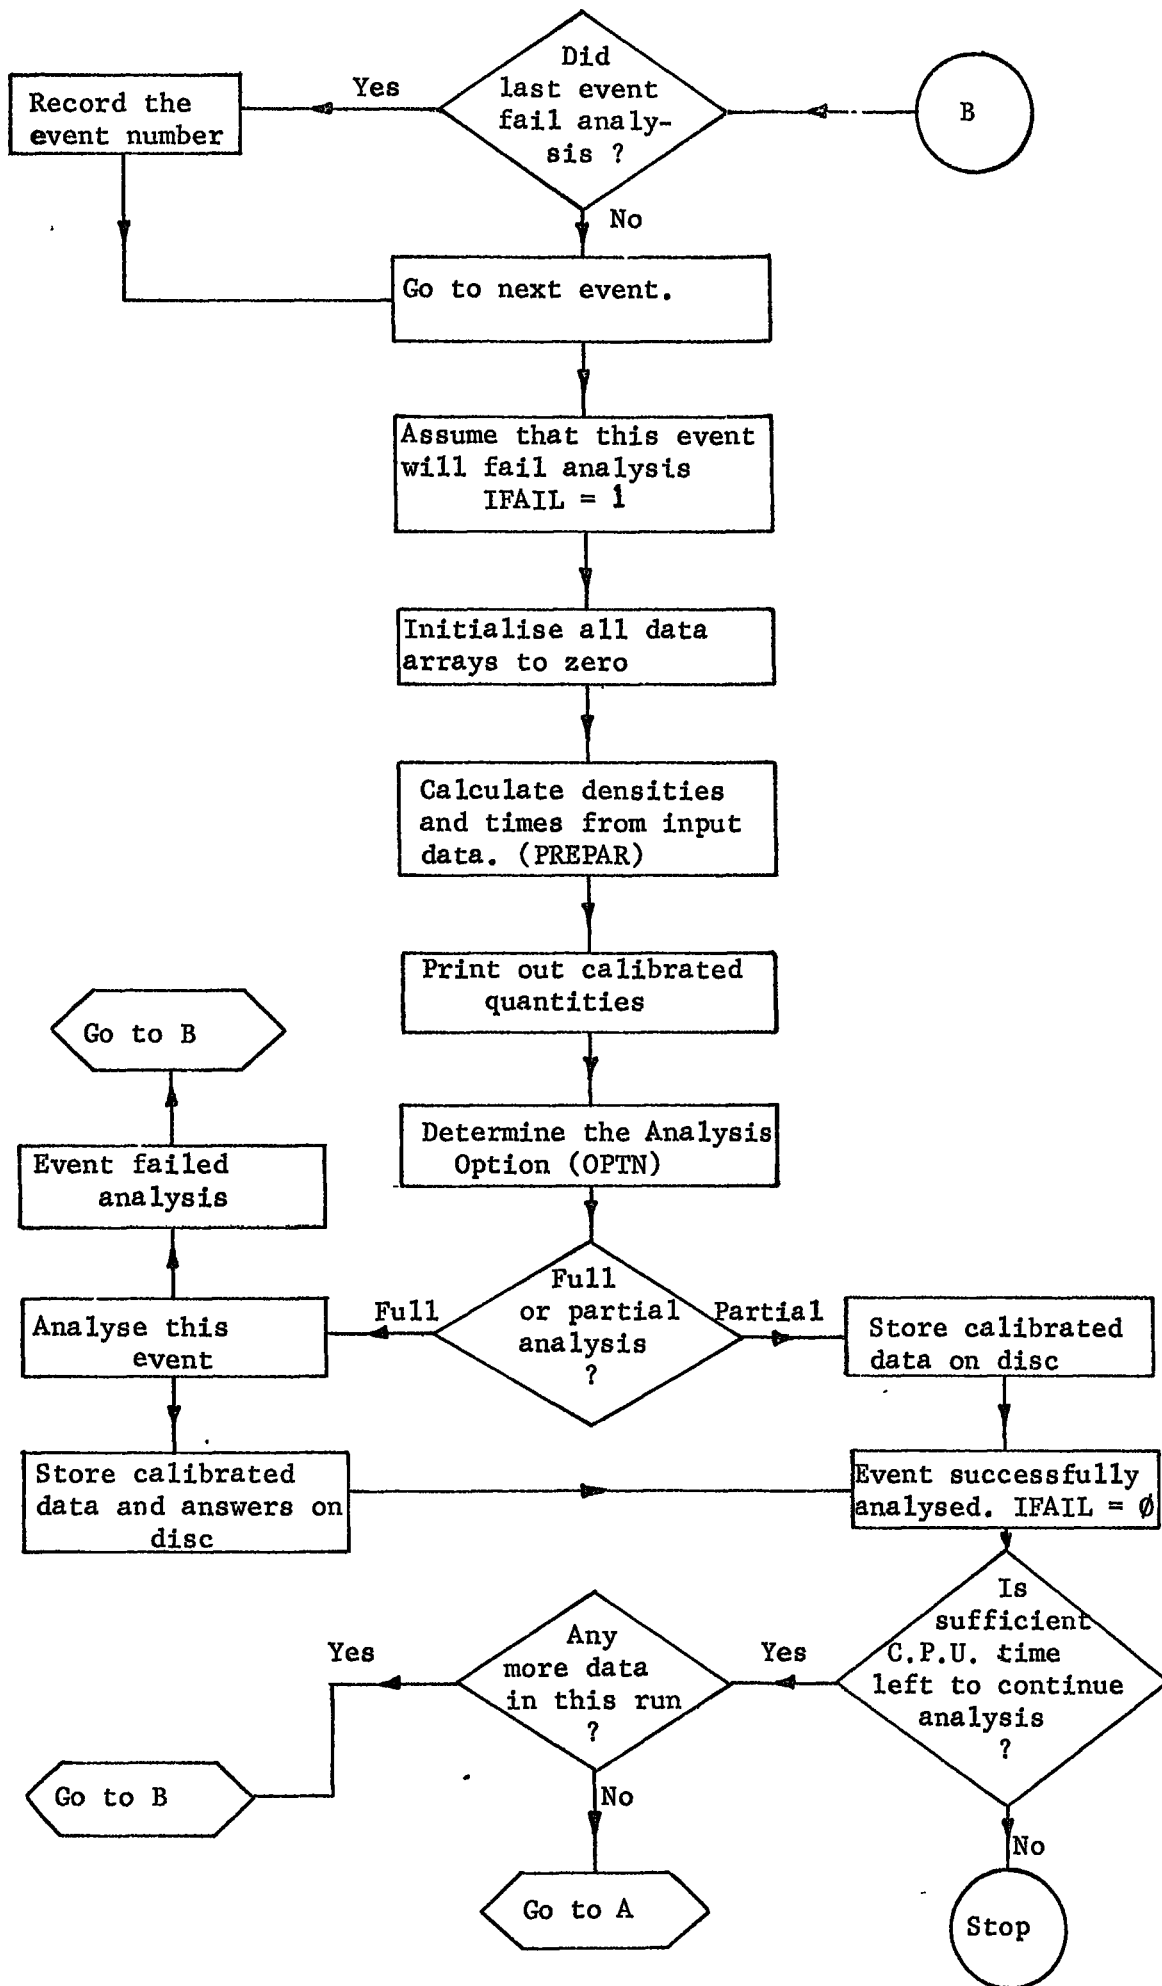 Did
last event
fail analy-
sis ?
Yes
Record the
event number
B
No
Go to next event.
Assume that this event
will fail analysis
IFAIL = 1
Initialise all data
arrays to zero
Calculate densities
and times from input
data. (PREPAR)
Print out calibrated
quantities
Go to B
Determine the Analysis
Option (OPTN)
Event failed
analysis
Full
or partial
analysis
?
Full
Partial
Analyse this
event
Store calibrated
data on disc
Store calibrated
data and answers on
disc
Event successfully
analysed. IFAIL = Ø
Is
sufficient
C.P.U. time
left to continue
analysis
?
Yes
Any
more data
in this run
?
Yes
Go to B
No
Go to A
No
Stop